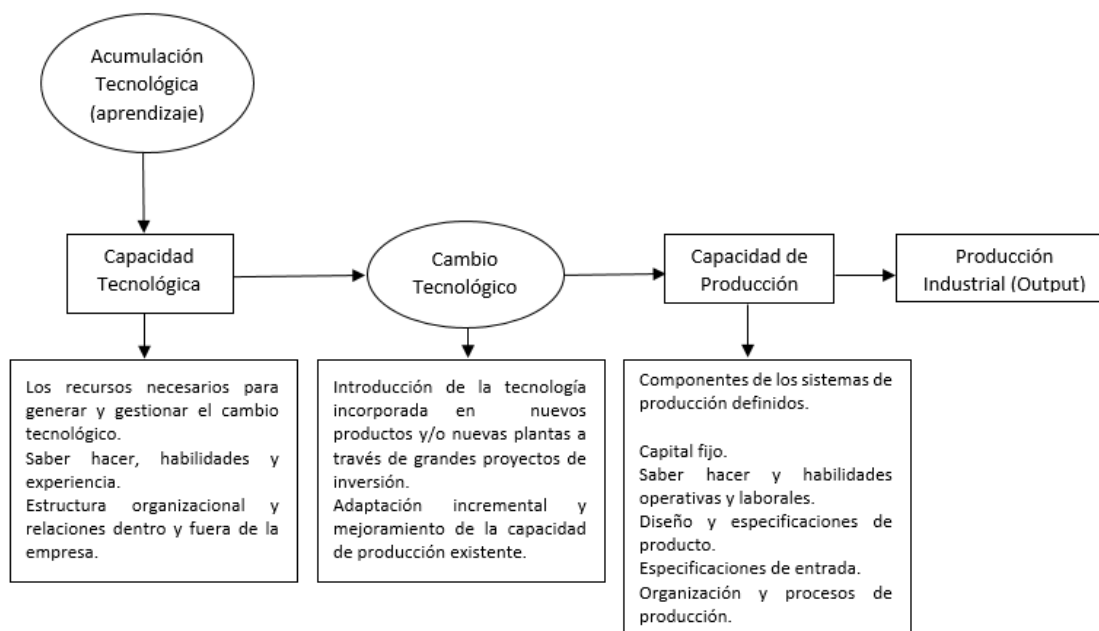 Acumulación
Tecnológica
(aprendizaje)
Capacidad
Tecnológica
Cambio
Tecnológico
Capacidad de
Producción
Producción
Industrial (Output)
Los recursos necesarios para
generar y gestionar el cambio
tecnológico.
Saber hacer, habilidades y
experiencia.
Estructura organizacional y
relaciones dentro y fuera de la
empresa.
Introducción de la tecnología
incorporada en nuevos
productos y/o nuevas plantas a
través de grandes proyectos de
inversión.
Adaptación incremental y
mejoramiento de la capacidad
de producción existente.
Componentes de los sistemas de
producción definidos.
Capital fijo.
Saber hacer y habilidades
operativas y laborales.
Diseño y especificaciones de
producto.
Especificaciones de entrada.
Organización y procesos de
producción.